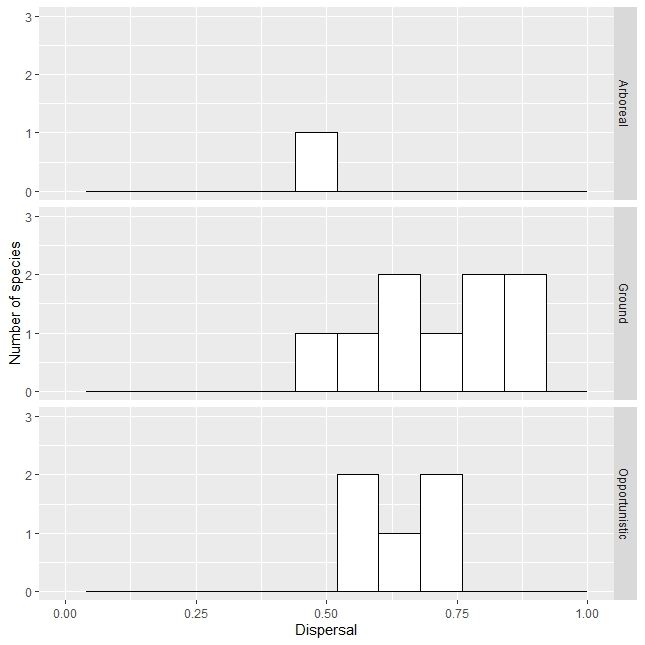 3
2
1
0
Arboreal
3
2
1
0
Ground
3
2
1
0
Opportunistic
Number of species
0.00 0.25 0.50 0.75 1.00
Dispersal